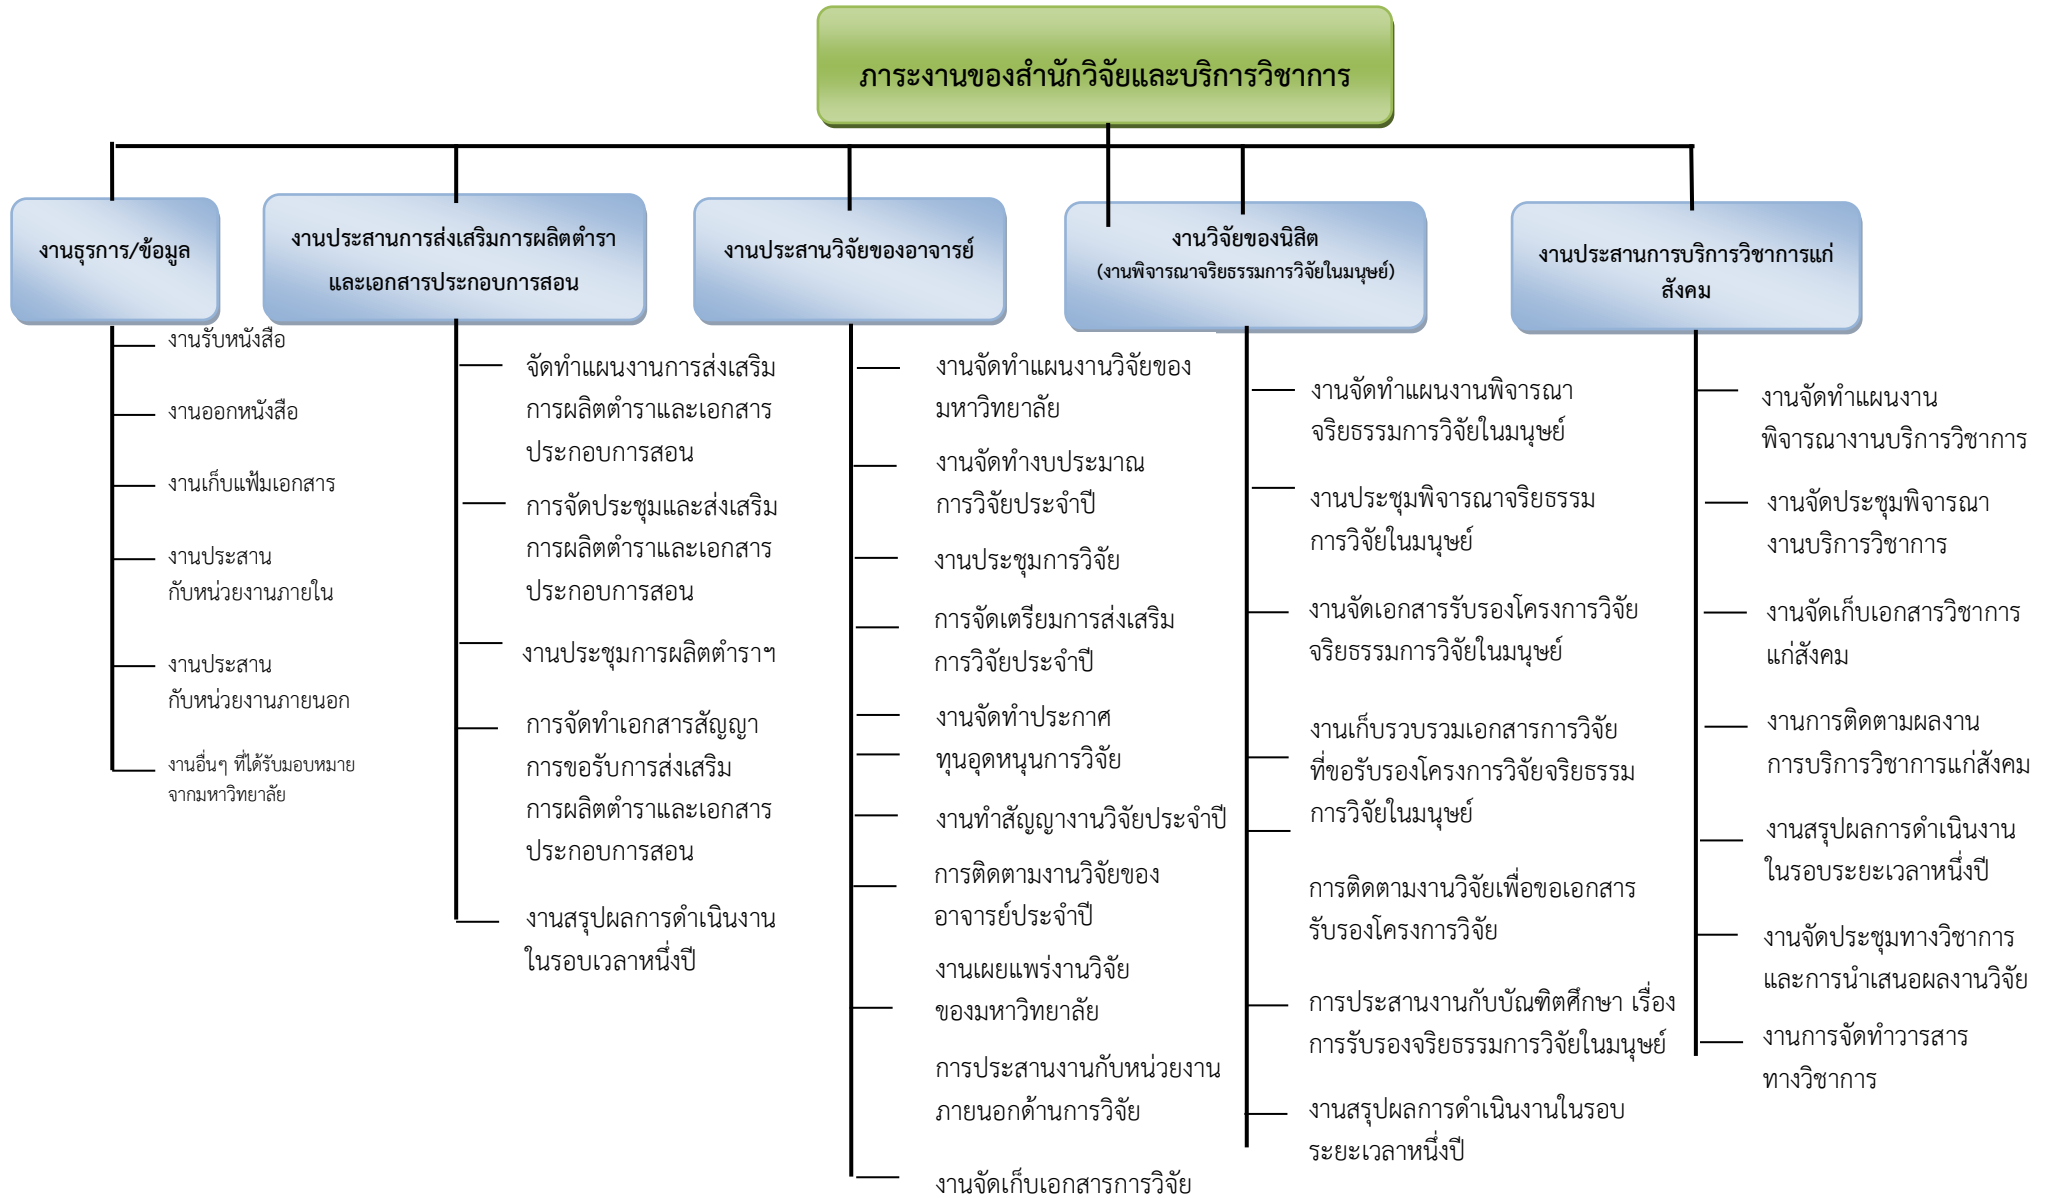 ภาระงานของสำนักวิจัยและบริการวิชาการ
งานธุรการ/ข้อมูล
งานรับหนังสือ
งานออกหนังสือ
งานเก็บแฟ้มเอกสาร
งานประสาน
กับหน่วยงานภายใน
งานประสาน
กับหน่วยงานภายนอก
งานอื่นๆ ที่ได้รับมอบหมาย
จากมหาวิทยาลัย
งานประสานการส่งเสริมการผลิตตำรา
และเอกสารประกอบการสอน
จัดทำแผนงานการส่งเสริม
การผลิตตำราและเอกสาร
ประกอบการสอน
การจัดประชุมและส่งเสริม
การผลิตตำราและเอกสาร
ประกอบการสอน
งานประชุมการผลิตตำราฯ
การจัดทำเอกสารสัญญา
การขอรับการส่งเสริม
การผลิตตำราและเอกสาร
ประกอบการสอน
งานสรุปผลการดำเนินงาน
ในรอบเวลาหนึ่งปี
งานประสานวิจัยของอาจารย์
งานจัดทำแผนงานวิจัยของ
มหาวิทยาลัย
งานจัดทำงบประมาณ
การวิจัยประจำปี
งานประชุมการวิจัย
การจัดเตรียมการส่งเสริม
การวิจัยประจำปี
งานจัดทำประกาศ
ทุนอุดหนุนการวิจัย
งานทำสัญญางานวิจัยประจำปี
การติดตามงานวิจัยของ
อาจารย์ประจำปี
งานเผยแพร่งานวิจัย
ของมหาวิทยาลัย
การประสานงานกับหน่วยงาน
ภายนอกด้านการวิจัย
งานจัดเก็บเอกสารการวิจัย
งานวิจัยของนิสิต
(งานพิจารณาจริยธรรมการวิจัยในมนุษย์)
งานจัดทำแผนงานพิจารณา
จริยธรรมการวิจัยในมนุษย์
งานประชุมพิจารณาจริยธรรม
การวิจัยในมนุษย์
งานจัดเอกสารรับรองโครงการวิจัย
จริยธรรมการวิจัยในมนุษย์
งานเก็บรวบรวมเอกสารการวิจัย
ที่ขอรับรองโครงการวิจัยจริยธรรม
การวิจัยในมนุษย์
การติดตามงานวิจัยเพื่อขอเอกสาร
รับรองโครงการวิจัย
การประสานงานกับบัณฑิตศึกษา เรื่อง
การรับรองจริยธรรมการวิจัยในมนุษย์
งานสรุปผลการดำเนินงานในรอบ
ระยะเวลาหนึ่งปี
งานประสานการบริการวิชาการแก่
สังคม
งานจัดทำแผนงาน
พิจารณางานบริการวิชาการ
งานจัดประชุมพิจารณา
งานบริการวิชาการ
งานจัดเก็บเอกสารวิชาการ
แก่สังคม
งานการติดตามผลงาน
การบริการวิชาการแก่สังคม
งานสรุปผลการดำเนินงาน
ในรอบระยะเวลาหนึ่งปี
งานจัดประชุมทางวิชาการ
และการนำเสนอผลงานวิจัย
งานการจัดทำวารสาร
ทางวิชาการ